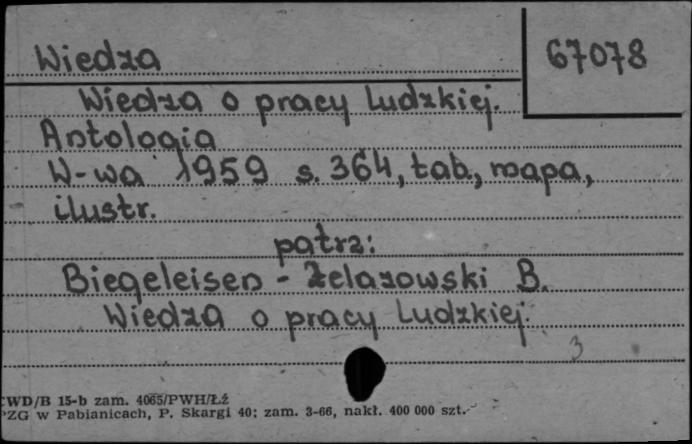 Wiedza
67078
Wiedza o pracy ludzkiej.
Antologia
W-wa 1959 s. 364, tab., mapa,
ilustr.
patrz:
Biegeleisen - Żelazowski B.
Wiedza o pracy Ludzkiej.
3
CWD/B 15-b zam. 4065/PWH/Łź
PZG w Pabianicach, P. Skargi 40; zam. 3-66, nakł. 400 000 szt.